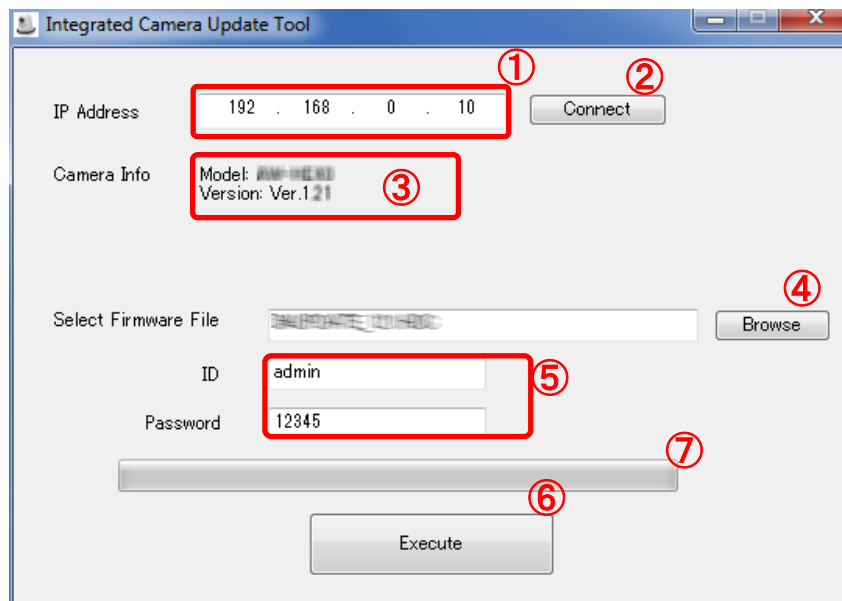 Integrated Camera Update Tool
①
②
IP Address 192 . 168 . 0 . 10 Connect
Camera Info Model:
Version: Ver.1.21
③
④
Select Firmware File Browse
ID admin
⑤
Password 12345
⑦
⑥
Execute